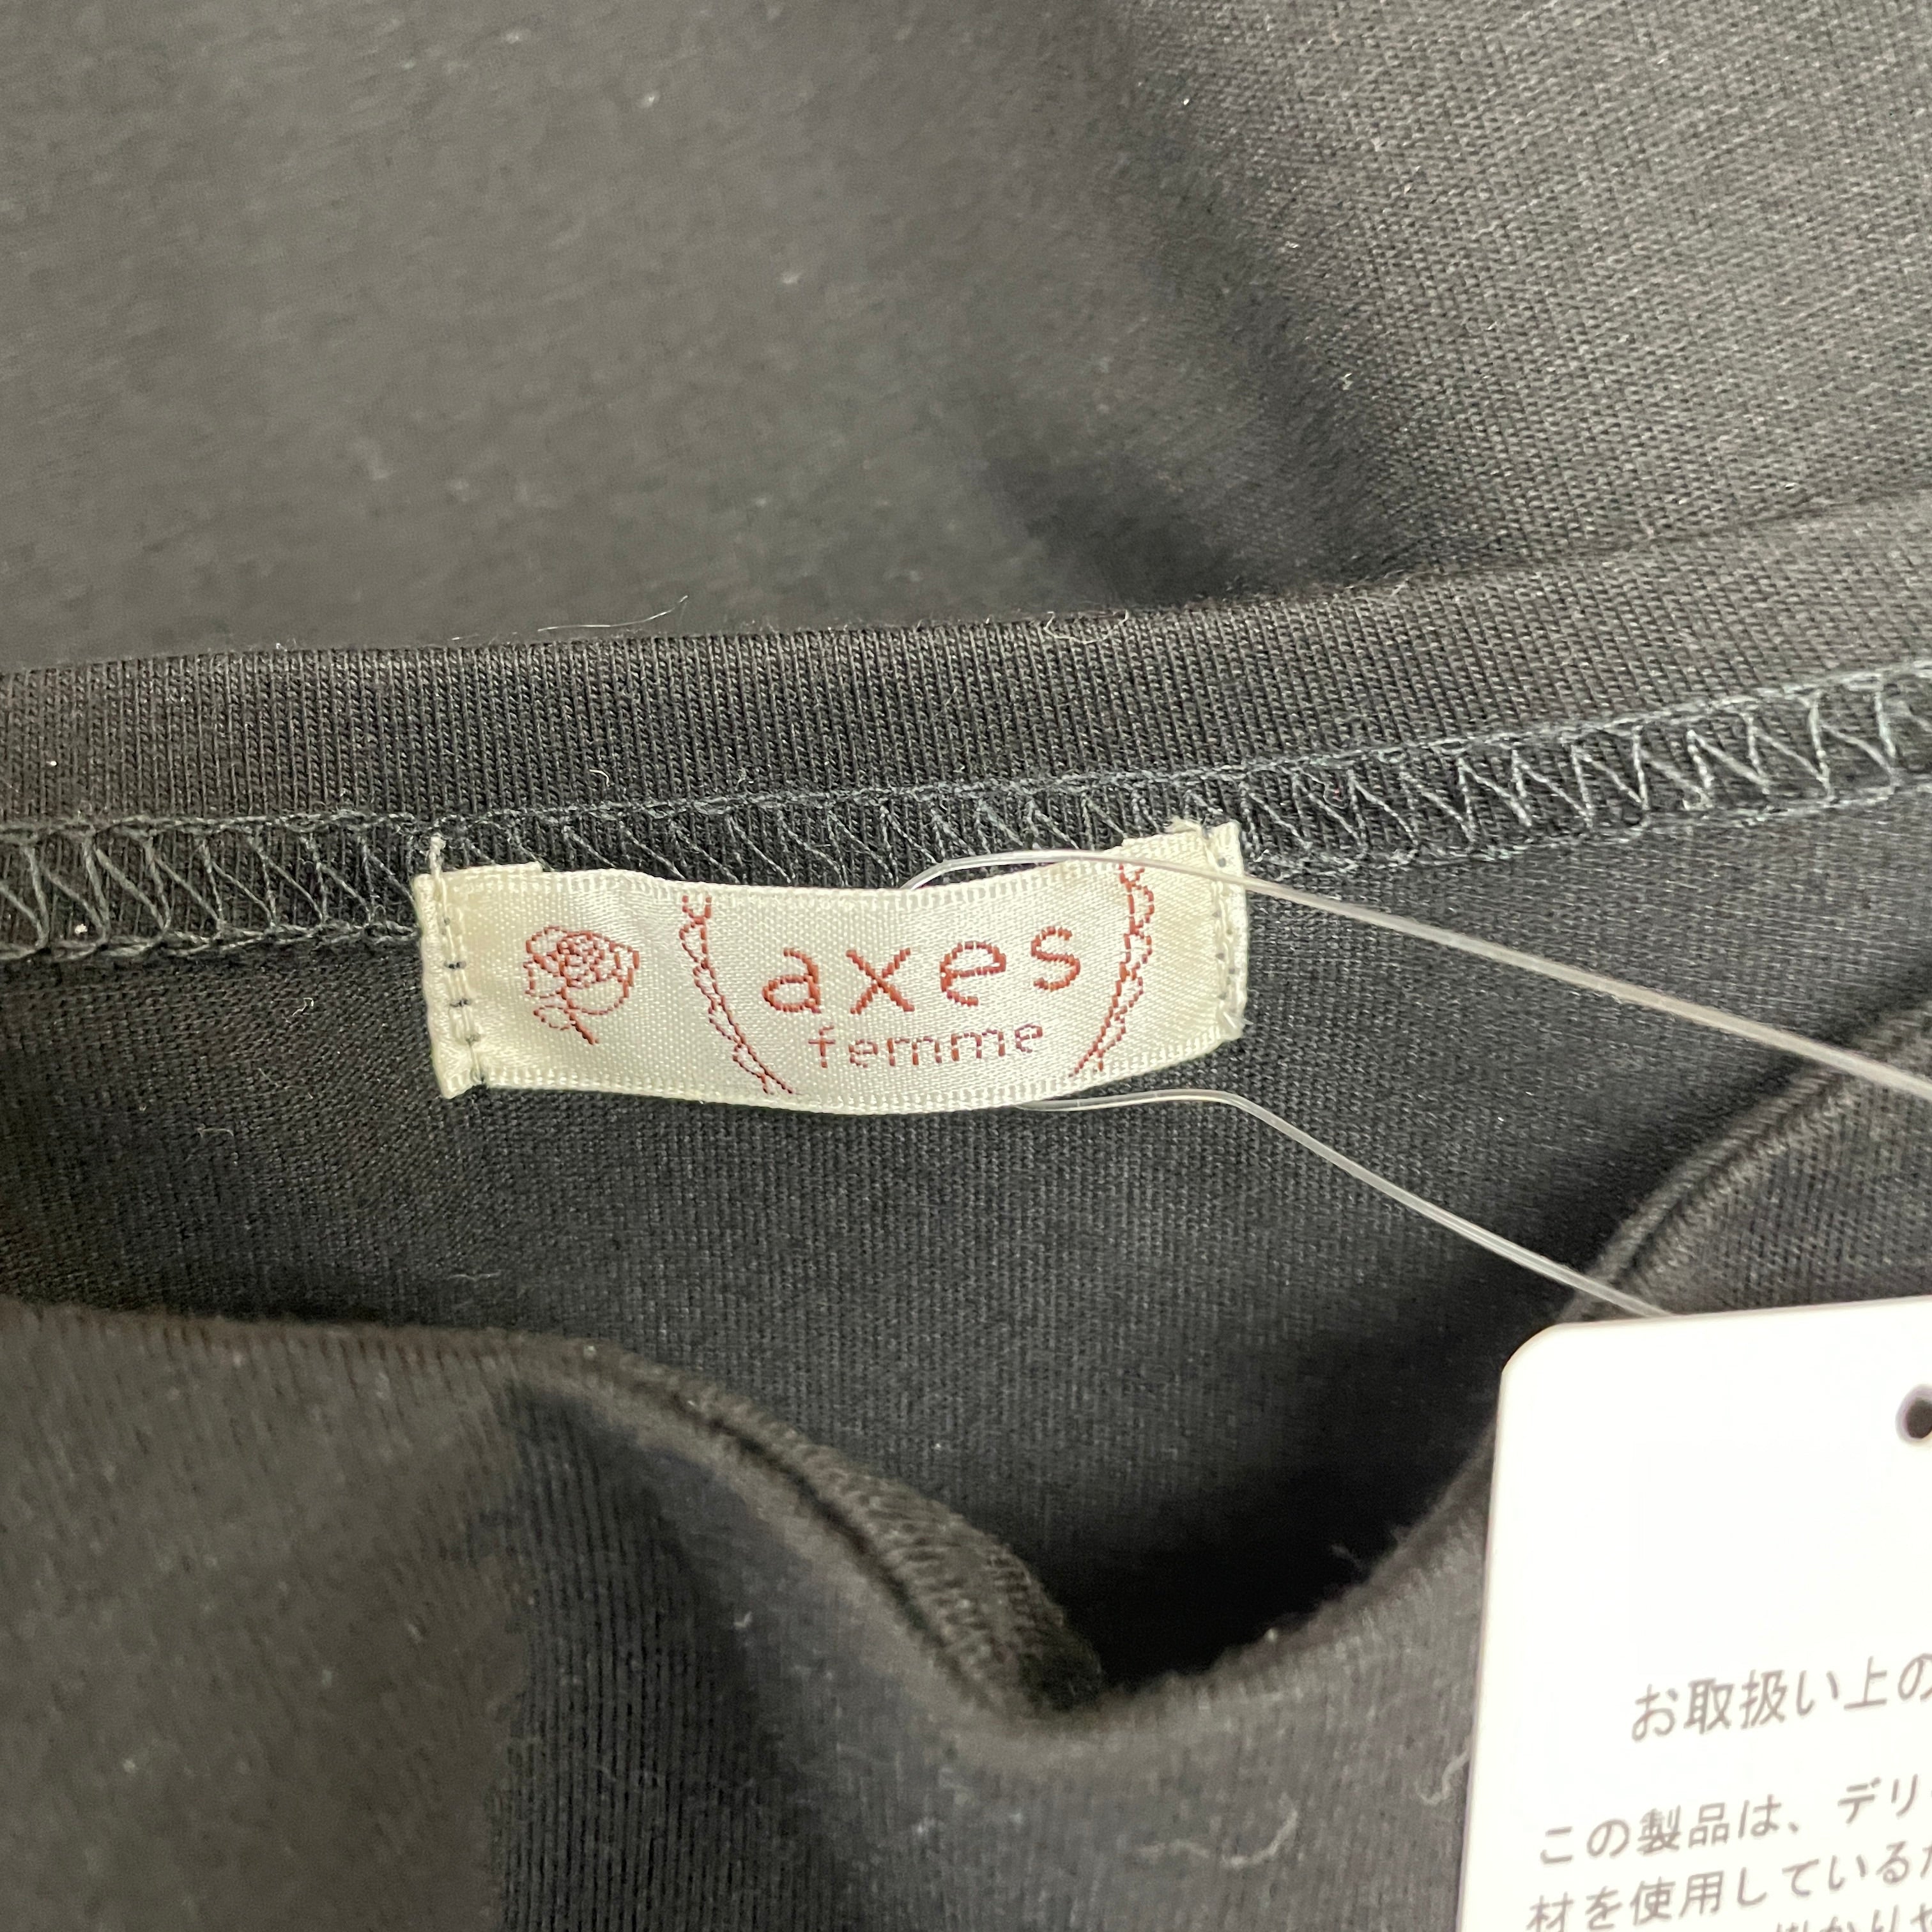 axes
femme
お取扱い上の
この製品は、デリ
材を使用している